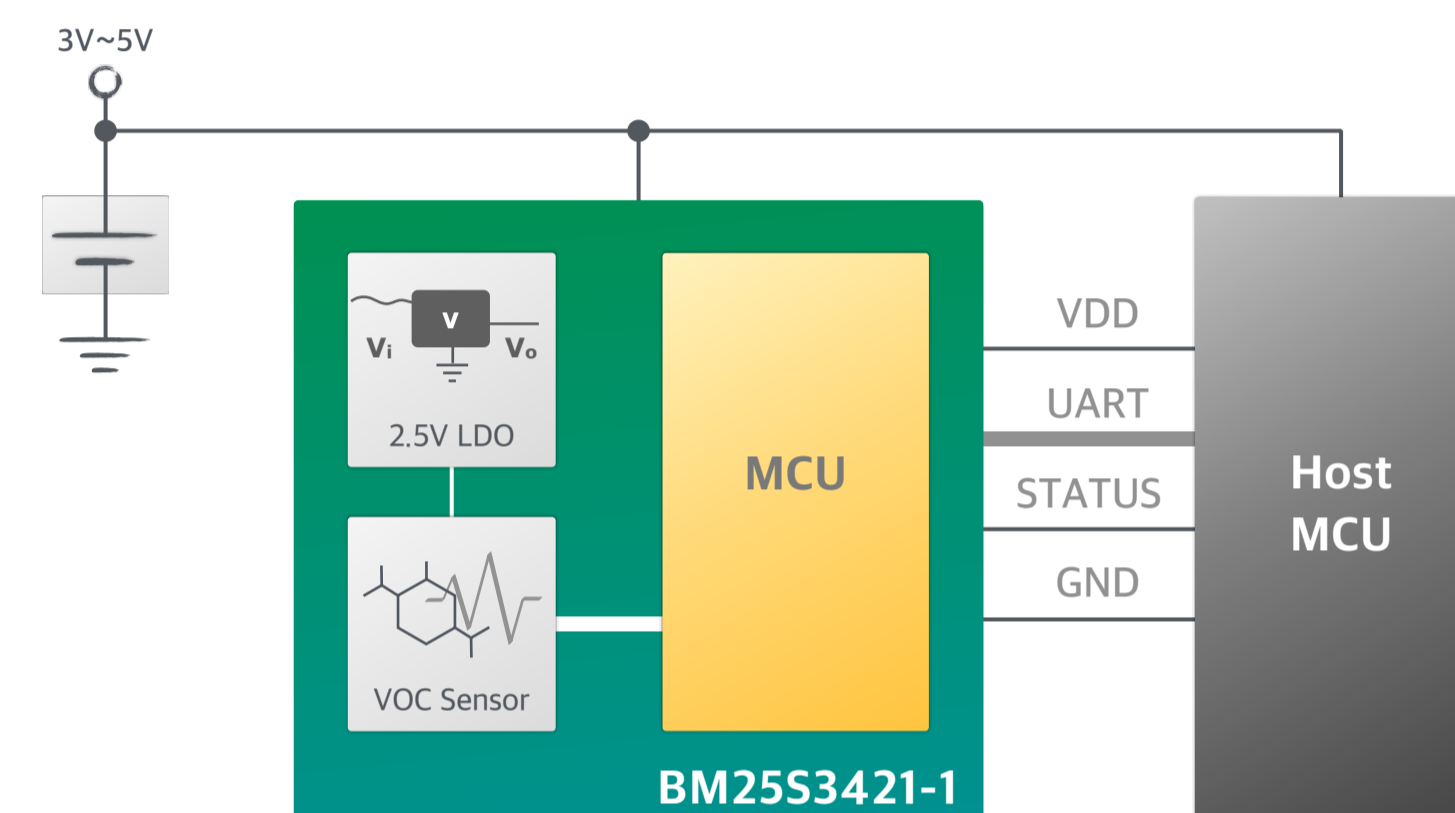 3V~5V
V
Vi
Vo
2.5V LDO
VOC Sensor
MCU
BM25S3421-1
VDD
UART
STATUS
GND
Host
MCU